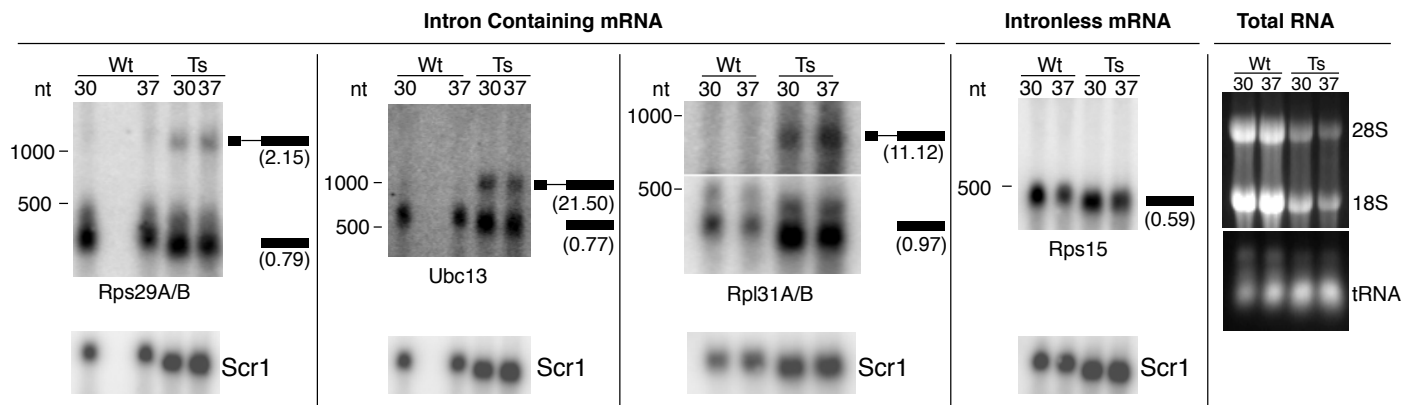 Intron Containing mRNA
Intronless mRNA
Total RNA
Wt Ts
nt 30 37 30 37
1000
500
(2.15)
(0.79)
Rps29A/B
Scr1
Wt Ts
nt 30 37 30 37
1000
500
(21.50)
(0.77)
Ubc13
Scr1
Wt Ts
nt 30 37 30 37
1000
500
(11.12)
(0.97)
Rpl31A/B
Scr1
Wt Ts
nt 30 37 30 37
500
(0.59)
Rps15
Scr1
Wt Ts
30 37 30 37
28S
18S
tRNA